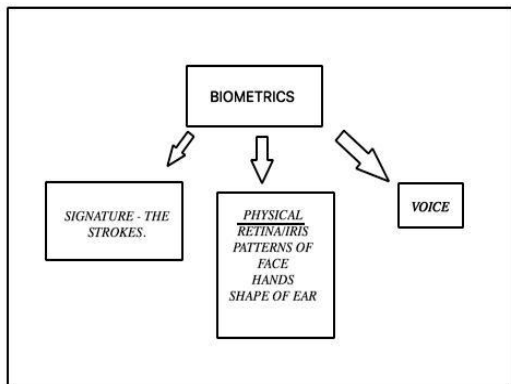 BIOMETRICS
SIGNATURE - THE
STROKES.
PHYSICAL
RETINA/IRIS
PATTERNS OF
FACE
HANDS
SHAPE OF EAR
VOICE